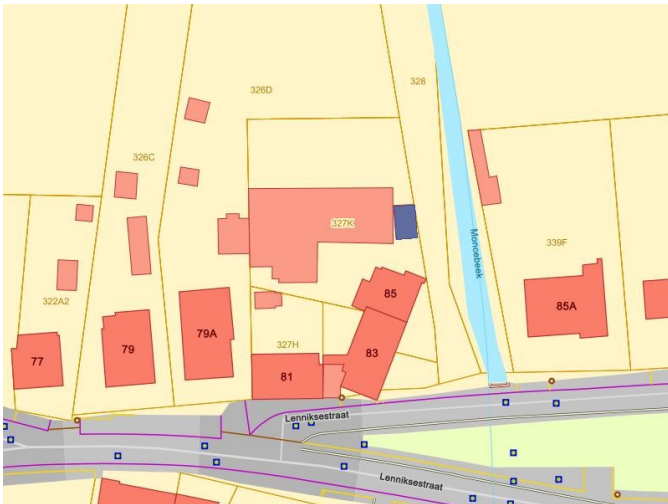 326D
328
326C
327K
Moncebeek
339F
322A2
85
85A
79A
77
79
327H
83
81
Lenniksestraat
Lenniksestraat